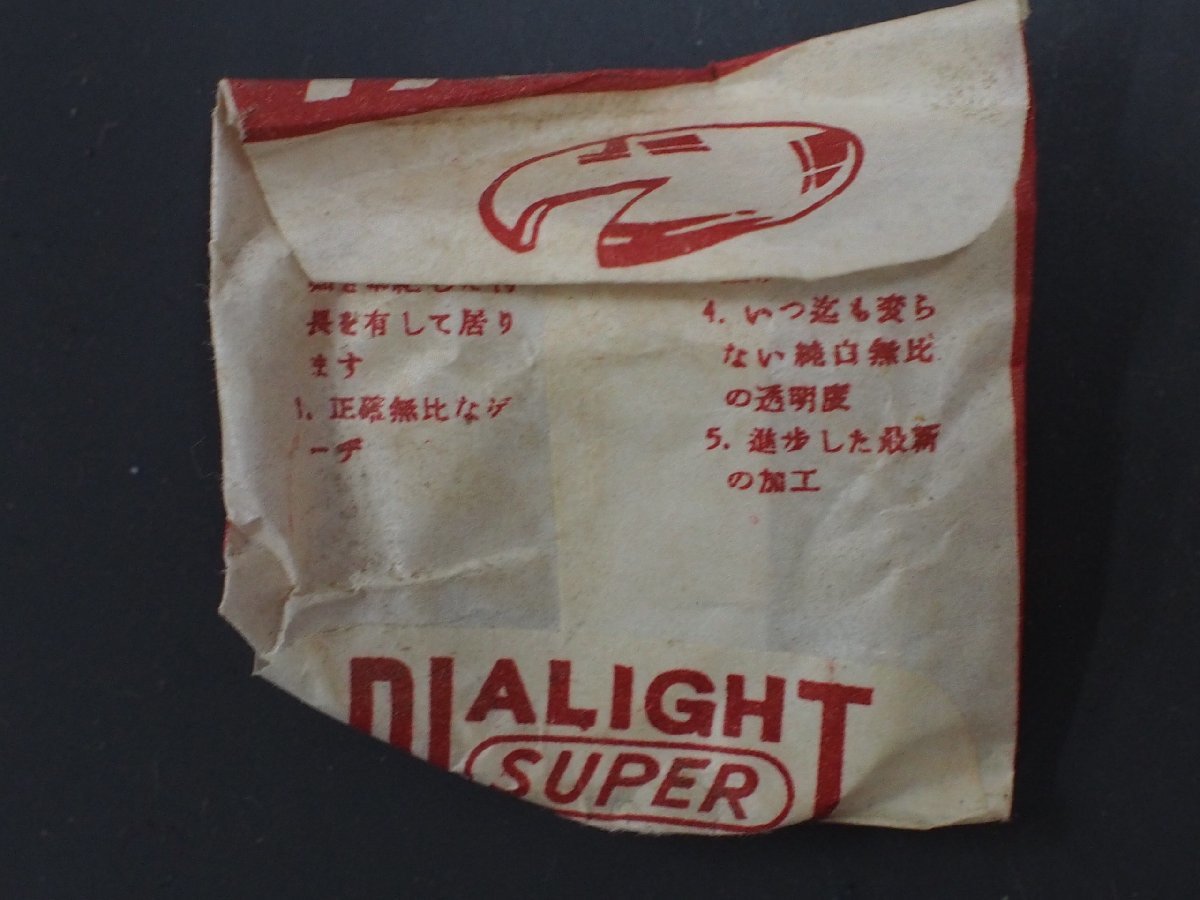 長を有して居り
ます
1. 正確無比なゲ
ーヂ
4. いつ迄も変ら
ない純白無比
の透明度
5. 進歩した最新
の加工
DIALIGHT
SUPER